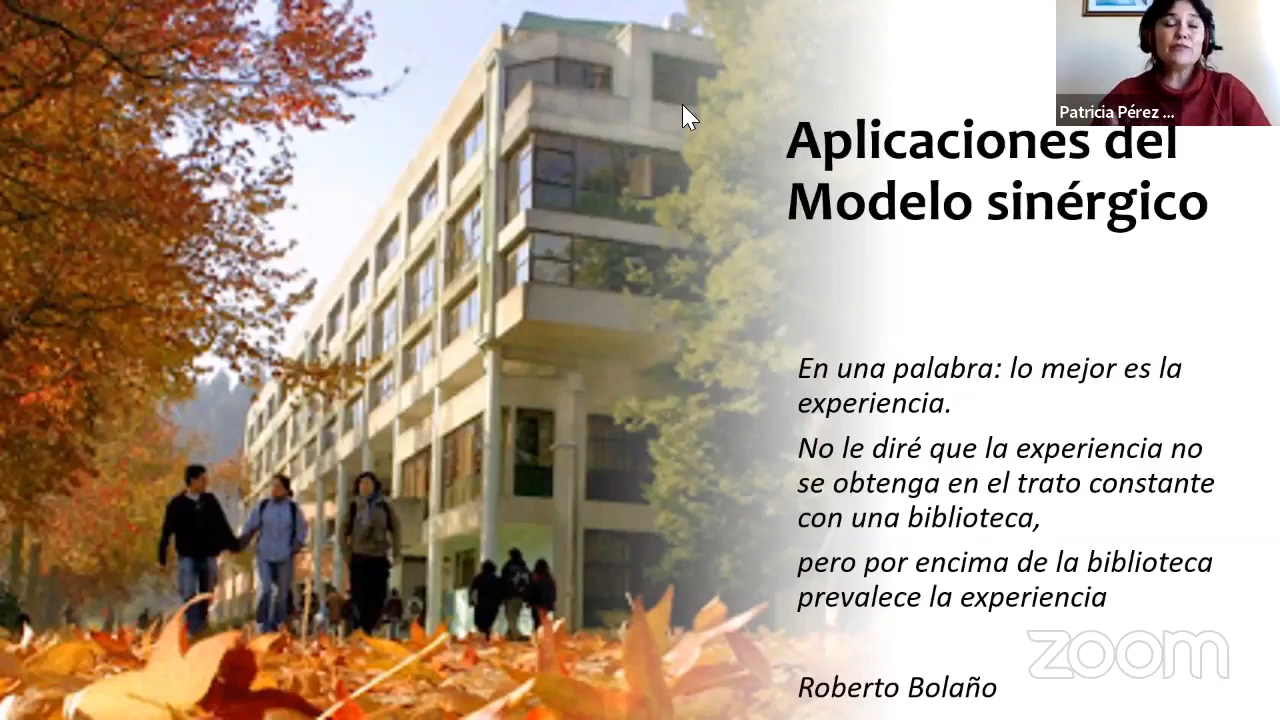 Patricia Pérez ...
Aplicaciones del
Modelo sinérgico
En una palabra: lo mejor es la
experiencia.
No le diré que la experiencia no
se obtenga en el trato constante
con una biblioteca,
pero por encima de la biblioteca
prevalece la experiencia
zoom
Roberto Bolaño